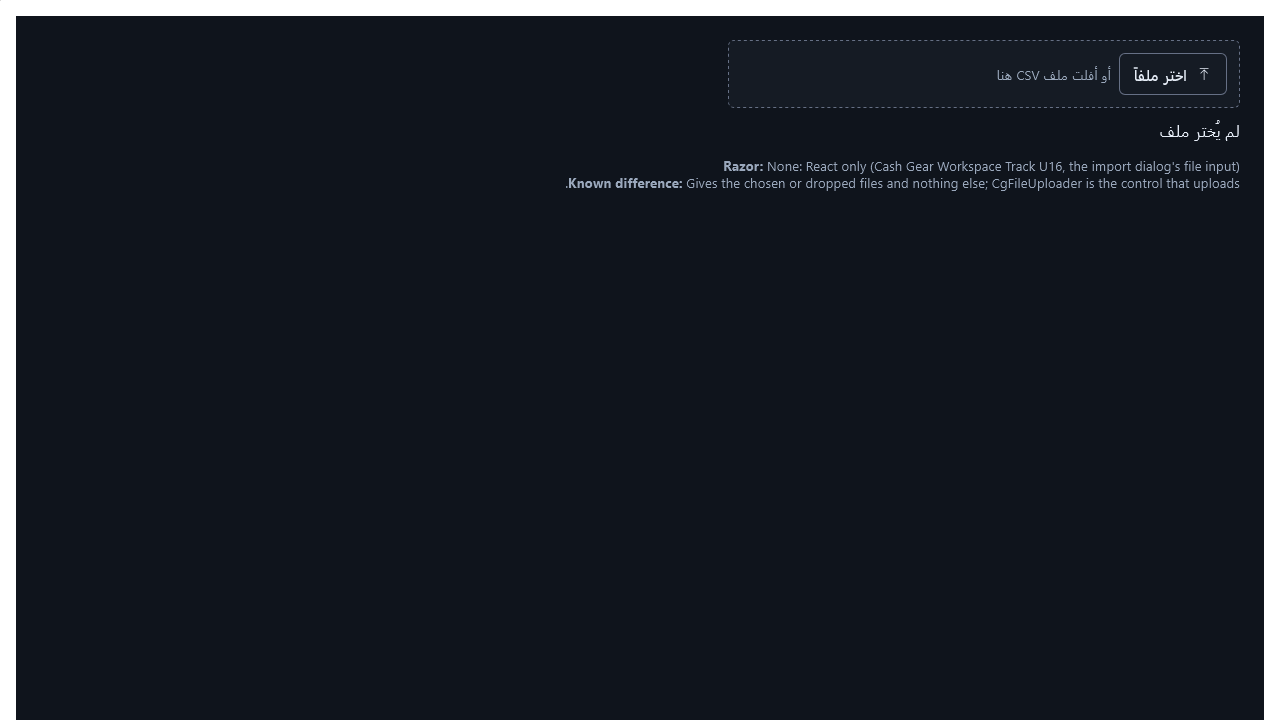 اختر ملفاً
أو أفلت ملف CSV هنا
لم يُختر ملف
Razor: None: React only (Cash Gear Workspace Track U16, the import dialog's file input)
Known difference: Gives the chosen or dropped files and nothing else; CgFileUploader is the control that uploads.